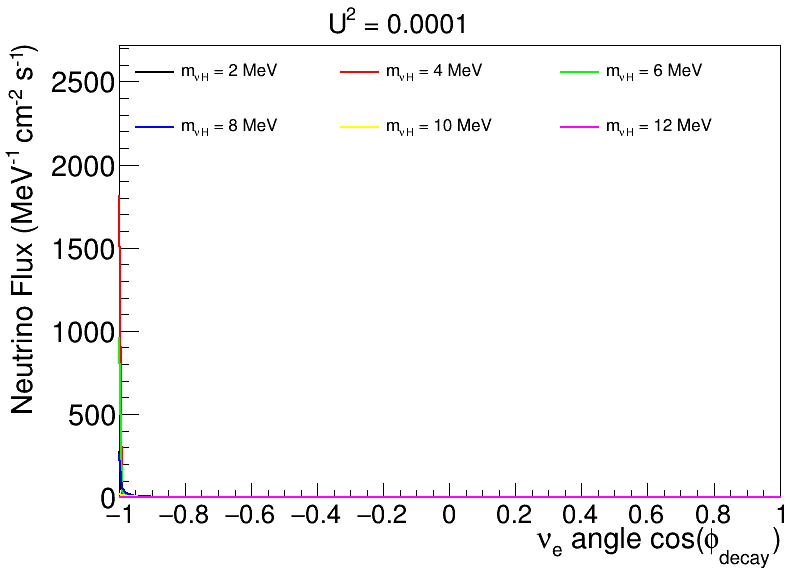 U² = 0.0001
Neutrino Flux (MeV⁻¹ cm⁻² s⁻¹)
m_νH = 2 MeV m_νH = 4 MeV m_νH = 6 MeV
m_νH = 8 MeV m_νH = 10 MeV m_νH = 12 MeV
2500
2000
1500
1000
500
0
−1 −0.8 −0.6 −0.4 −0.2 0 0.2 0.4 0.6 0.8 1
ν_e angle cos(ϕ_decay)